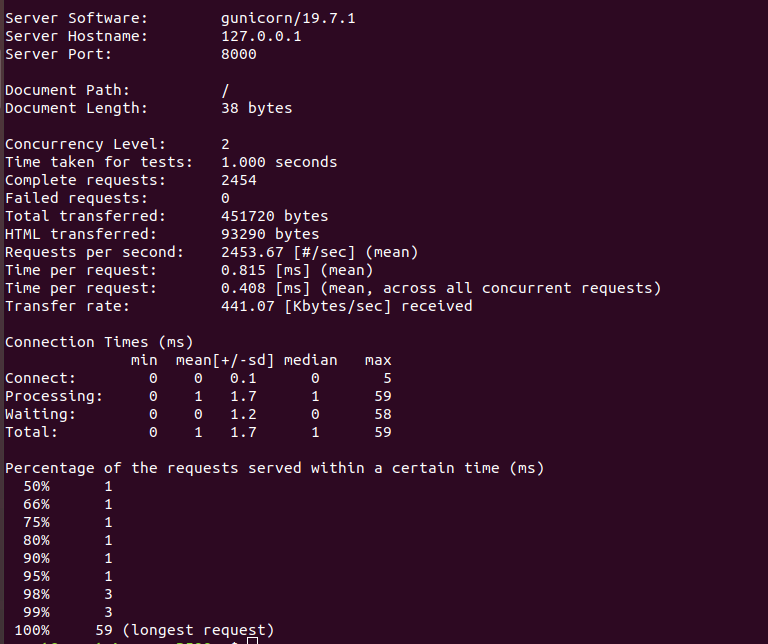 Server Software:        gunicorn/19.7.1
Server Hostname:        127.0.0.1
Server Port:            8000
Document Path:          /
Document Length:        38 bytes
Concurrency Level:      2
Time taken for tests:   1.000 seconds
Complete requests:      2454
Failed requests:        0
Total transferred:      451720 bytes
HTML transferred:       93290 bytes
Requests per second:    2453.67 [#/sec] (mean)
Time per request:       0.815 [ms] (mean)
Time per request:       0.408 [ms] (mean, across all concurrent requests)
Transfer rate:          441.07 [Kbytes/sec] received
Connection Times (ms)
              min  mean[+/-sd] median   max
Connect:        0    0   0.1      0       5
Processing:     0    1   1.7      1      59
Waiting:        0    0   1.2      0      58
Total:          0    1   1.7      1      59
Percentage of the requests served within a certain time (ms)
  50%      1
  66%      1
  75%      1
  80%      1
  90%      1
  95%      1
  98%      3
  99%      3
 100%     59 (longest request)